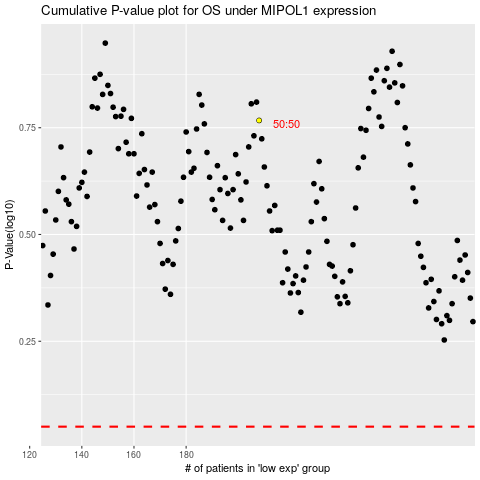 Cumulative P-value plot for OS under MIPOL1 expression
P-Value(log10)
0.75
0.50
0.25
50:50
120 140 160 180
# of patients in 'low exp' group